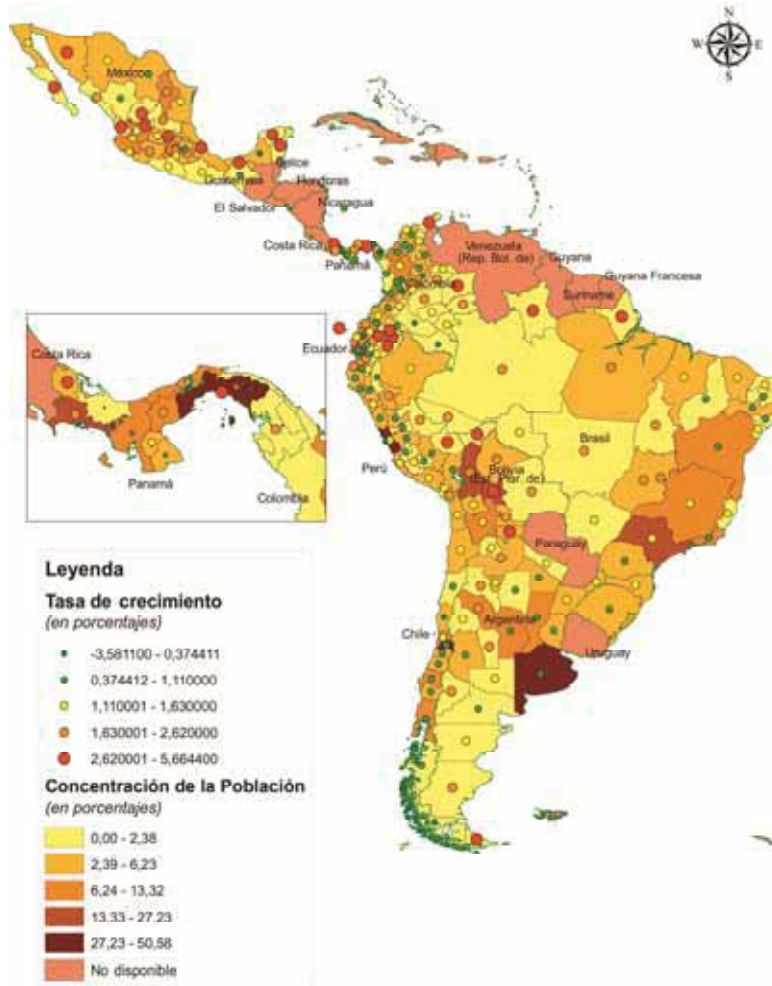 N
W E
S
México
Belice
Guatemala
Honduras
El Salvador
Nicaragua
Costa Rica
Panamá
Venezuela
(Rep. Bol. de)
Guyana
Guyana Francesa
Suriname
Colombia
Ecuador
Brasil
Perú
Bolivia
(Est. Plur. de)
Paraguay
Argentina
Chile
Uruguay
Costa Rica
Panamá
Colombia
Leyenda
Tasa de crecimiento
(en porcentajes)
-3,581100 - 0,374411
0,374412 - 1,110000
1,110001 - 1,630000
1,630001 - 2,620000
2,620001 - 5,664400
Concentración de la Población
(en porcentajes)
0,00 - 2,38
2,39 - 6,23
6,24 - 13,32
13,33 - 27,23
27,23 - 50,58
No disponible